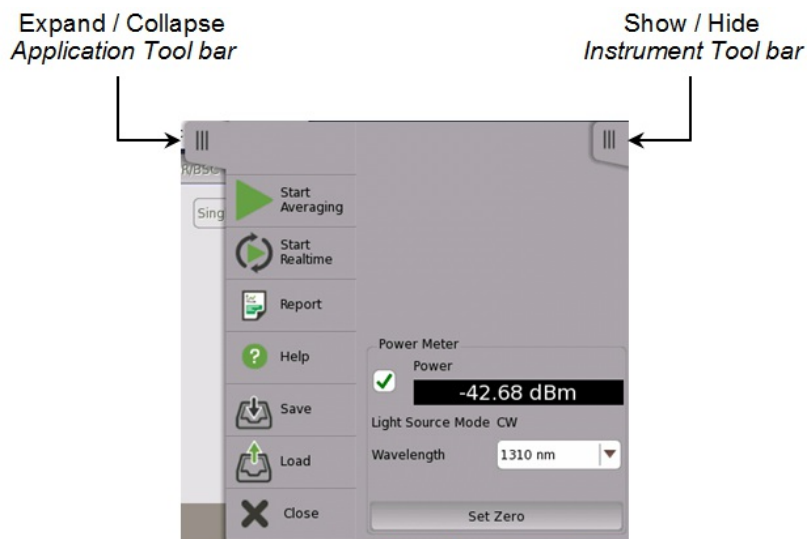 Expand / Collapse
Application Tool bar
Show / Hide
Instrument Tool bar
Sing
Start
Averaging
Start
Realtime
Report
Help
Save
Load
Close
Power Meter
Power
-42.68 dBm
Light Source Mode CW
Wavelength 1310 nm
Set Zero